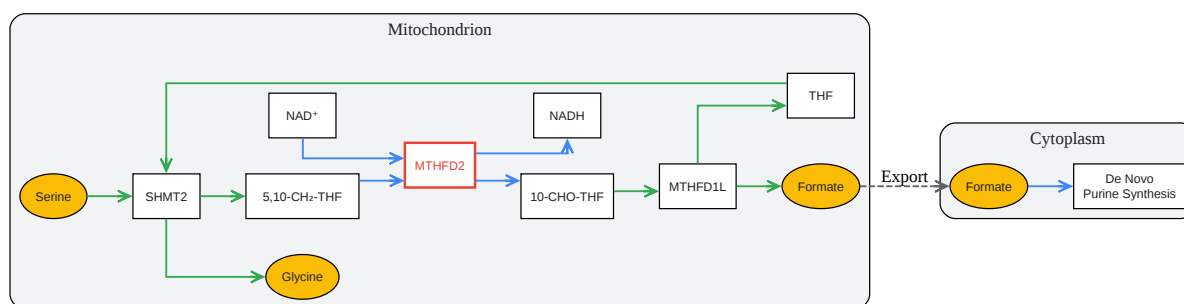 Mitochondrion
THF
NAD⁺
NADH
Cytoplasm
MTHFD2
Serine
SHMT2
5,10-CH₂-THF
10-CHO-THF
MTHFD1L
Formate
Export
Formate
De Novo
Purine Synthesis
Glycine